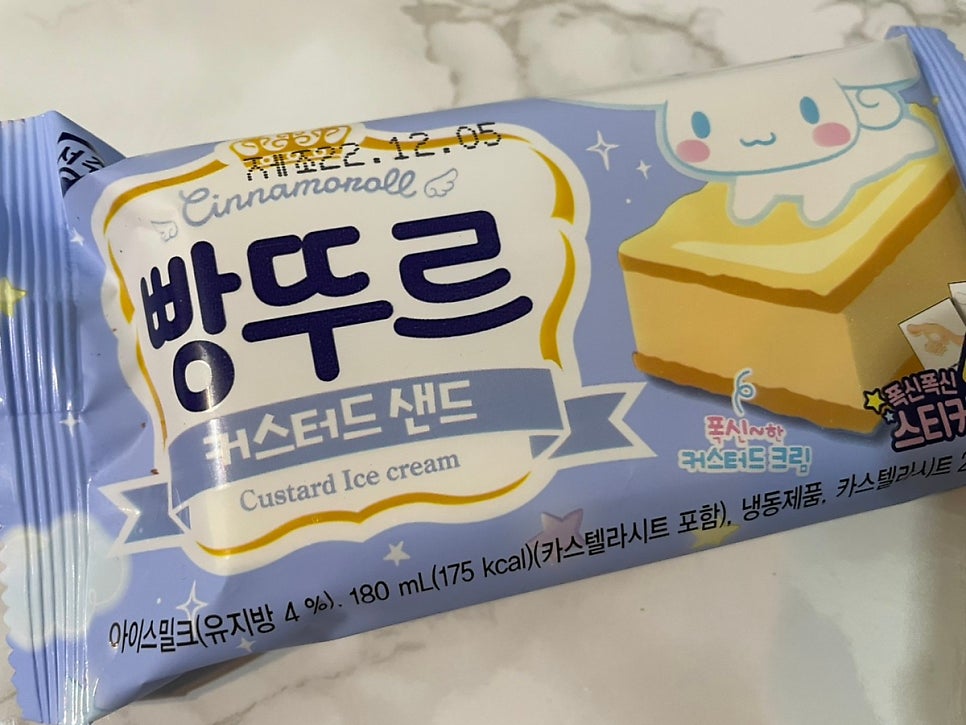 제조22.12.05
Cinnamoroll
빵뚜르
커스터드 샌드
Custard Ice cream
폭신~한
커스터드 크림
폭신폭신
스티커
아이스밀크(유지방 4 %). 180 mL(175 kcal)(카스텔라시트 포함), 냉동제품, 카스텔라시트